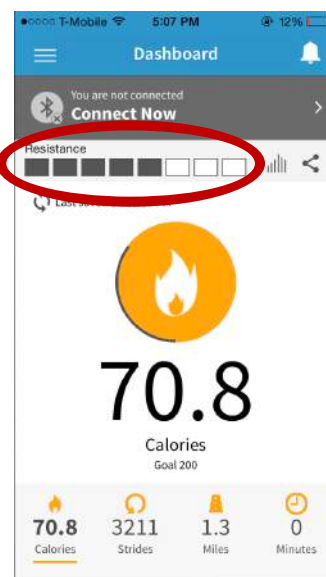 T-Mobile 5:07 PM 12%
Dashboard
You are not connected
Connect Now
Resistance
Last
70.8
Calories
Goal 200
70.8 3211 1.3 0
Calories Strides Miles Minutes